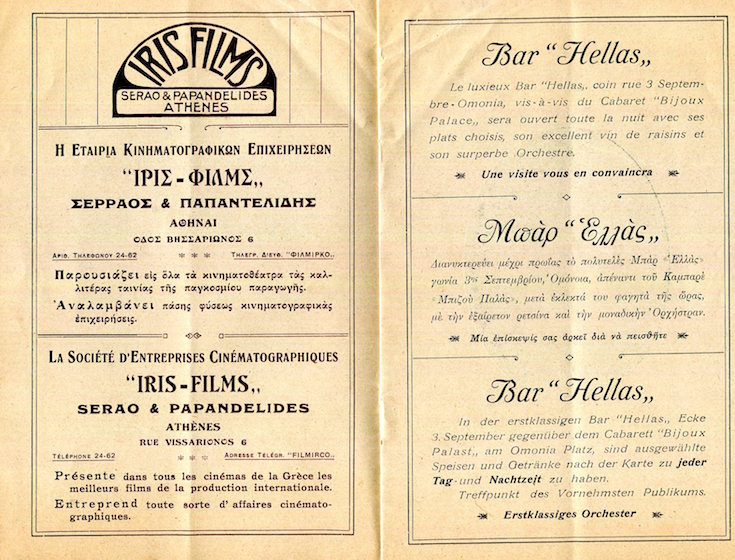 IRIS FILMS
SERAO & PAPANDELIDES
ATHÈNES
Η ΕΤΑΙΡΙΑ ΚΙΝΗΜΑΤΟΓΡΑΦΙΚΩΝ ΕΠΙΧΕΙΡΗΣΕΩΝ
“ΙΡΙΣ - ΦΙΛΜΣ„
ΣΕΡΡΑΟΣ & ΠΑΠΑΝΤΕΛΙΔΗΣ
ΑΘΗΝΑΙ
ΟΔΟΣ ΒΗΣΣΑΡΙΩΝΟΣ 6
ΑΡΙΘ. ΤΗΛΕΦΩΝΟΥ 24-62 * * * ΤΗΛΕΓΡ. Δ)ΣΙΣ. “ΦΙΛΜΙΡΚΟ„
Παρουσιάζει εἰς ὅλα τὰ κινηματοθέατρα τὰς καλ-
λιτέρας ταινίας τῆς παγκοσμίου παραγωγῆς.
Ἀναλαμβάνει πάσης φύσεως κινηματογραφικὰς
ἐπιχειρήσεις.
LA SOCIÉTÉ D'ENTREPRISES CINÉMATOGRAPHIQUES
“IRIS - FILMS„
SERAO & PAPANDELIDES
ATHÈNES
RUE VISSARIONOS 6
TÉLÉPHONE 24-62 * * * ADRESSE TÉLÉGR. “FILMIRCO„
Présente dans tous les cinémas de la Grèce les
meilleurs films de la production internationale.
Entreprend toute sorte d' affaires cinémato-
graphiques.
Bar “Hellas„
Le luxieux Bar “Hellas„ coin rue 3 Septem-
bre-Omonia, vis-à-vis du Cabaret “Bijoux
Palace„ sera ouvert toute la nuit avec ses
plats choisis, son excellent vin de raisins et
son surperbe Orchestre.
Une visite vous en convaincra
Μπὰρ “Ἑλλὰς„
Διανυκτερεύει μέχρι πρωΐας τὸ πολυτελὲς Μπὰρ «Ἑλλὰς»
γωνία 3ης Σεπτεμβρίου, Ὁμόνοια, ἀπέναντι τοῦ Καμπαρὲ
«Μπιζοῦ Παλάς», μετὰ ἐκλεκτὰ του φαγητὰ τῆς ὥρας,
μὲ τὴν ἐξαίρετον ρετσίνα καὶ τὴν μοναδικὴν Ὀρχήστραν.
Μία ἐπίσκεψίς σας ἀρκεῖ διὰ νὰ πεισθῆτε
Bar “Hellas„
In der erstklassigen Bar “Hellas„ Ecke
3. September gegenüber dem Cabarett “Bijoux
Palast„ am Omonia Platz, sind ausgewählte
Speisen und Getränke nach der Karte zu jeder
Tag- und Nachtzeit zu haben.
Treffpunkt des Vornehmsten Publikums.
Erstklassiges Orchester